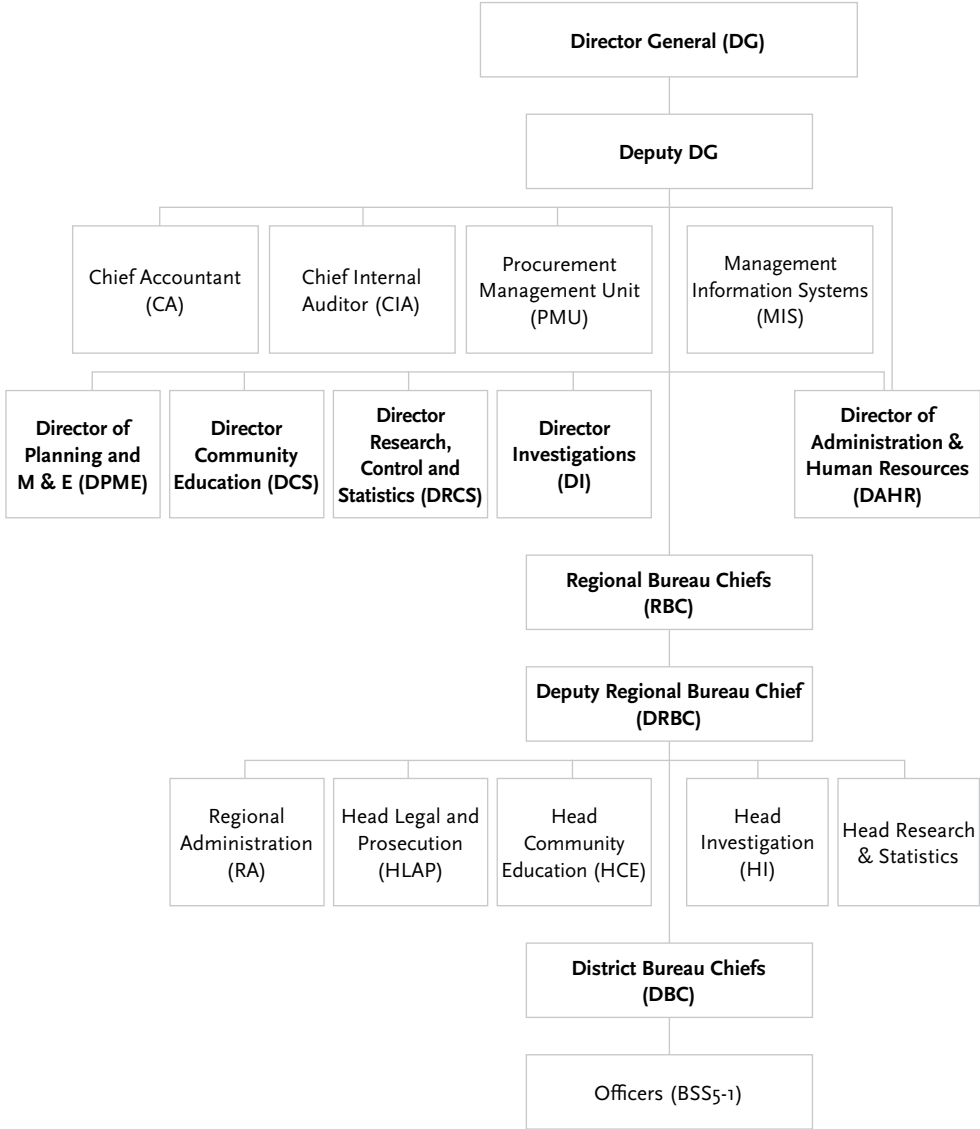 Director General (DG)
Deputy DG
Chief Accountant
(CA)
Chief Internal
Auditor (CIA)
Procurement
Management Unit
(PMU)
Management
Information Systems
(MIS)
Director of
Planning and
M & E (DPME)
Director
Community
Education (DCS)
Director
Research,
Control and
Statistics (DRCS)
Director
Investigations
(DI)
Director of
Administration &
Human Resources
(DAHR)
Regional Bureau Chiefs
(RBC)
Deputy Regional Bureau Chief
(DRBC)
Regional
Administration
(RA)
Head Legal and
Prosecution
(HLAP)
Head
Community
Education (HCE)
Head
Investigation
(HI)
Head Research
& Statistics
District Bureau Chiefs
(DBC)
Officers (BSS5-1)